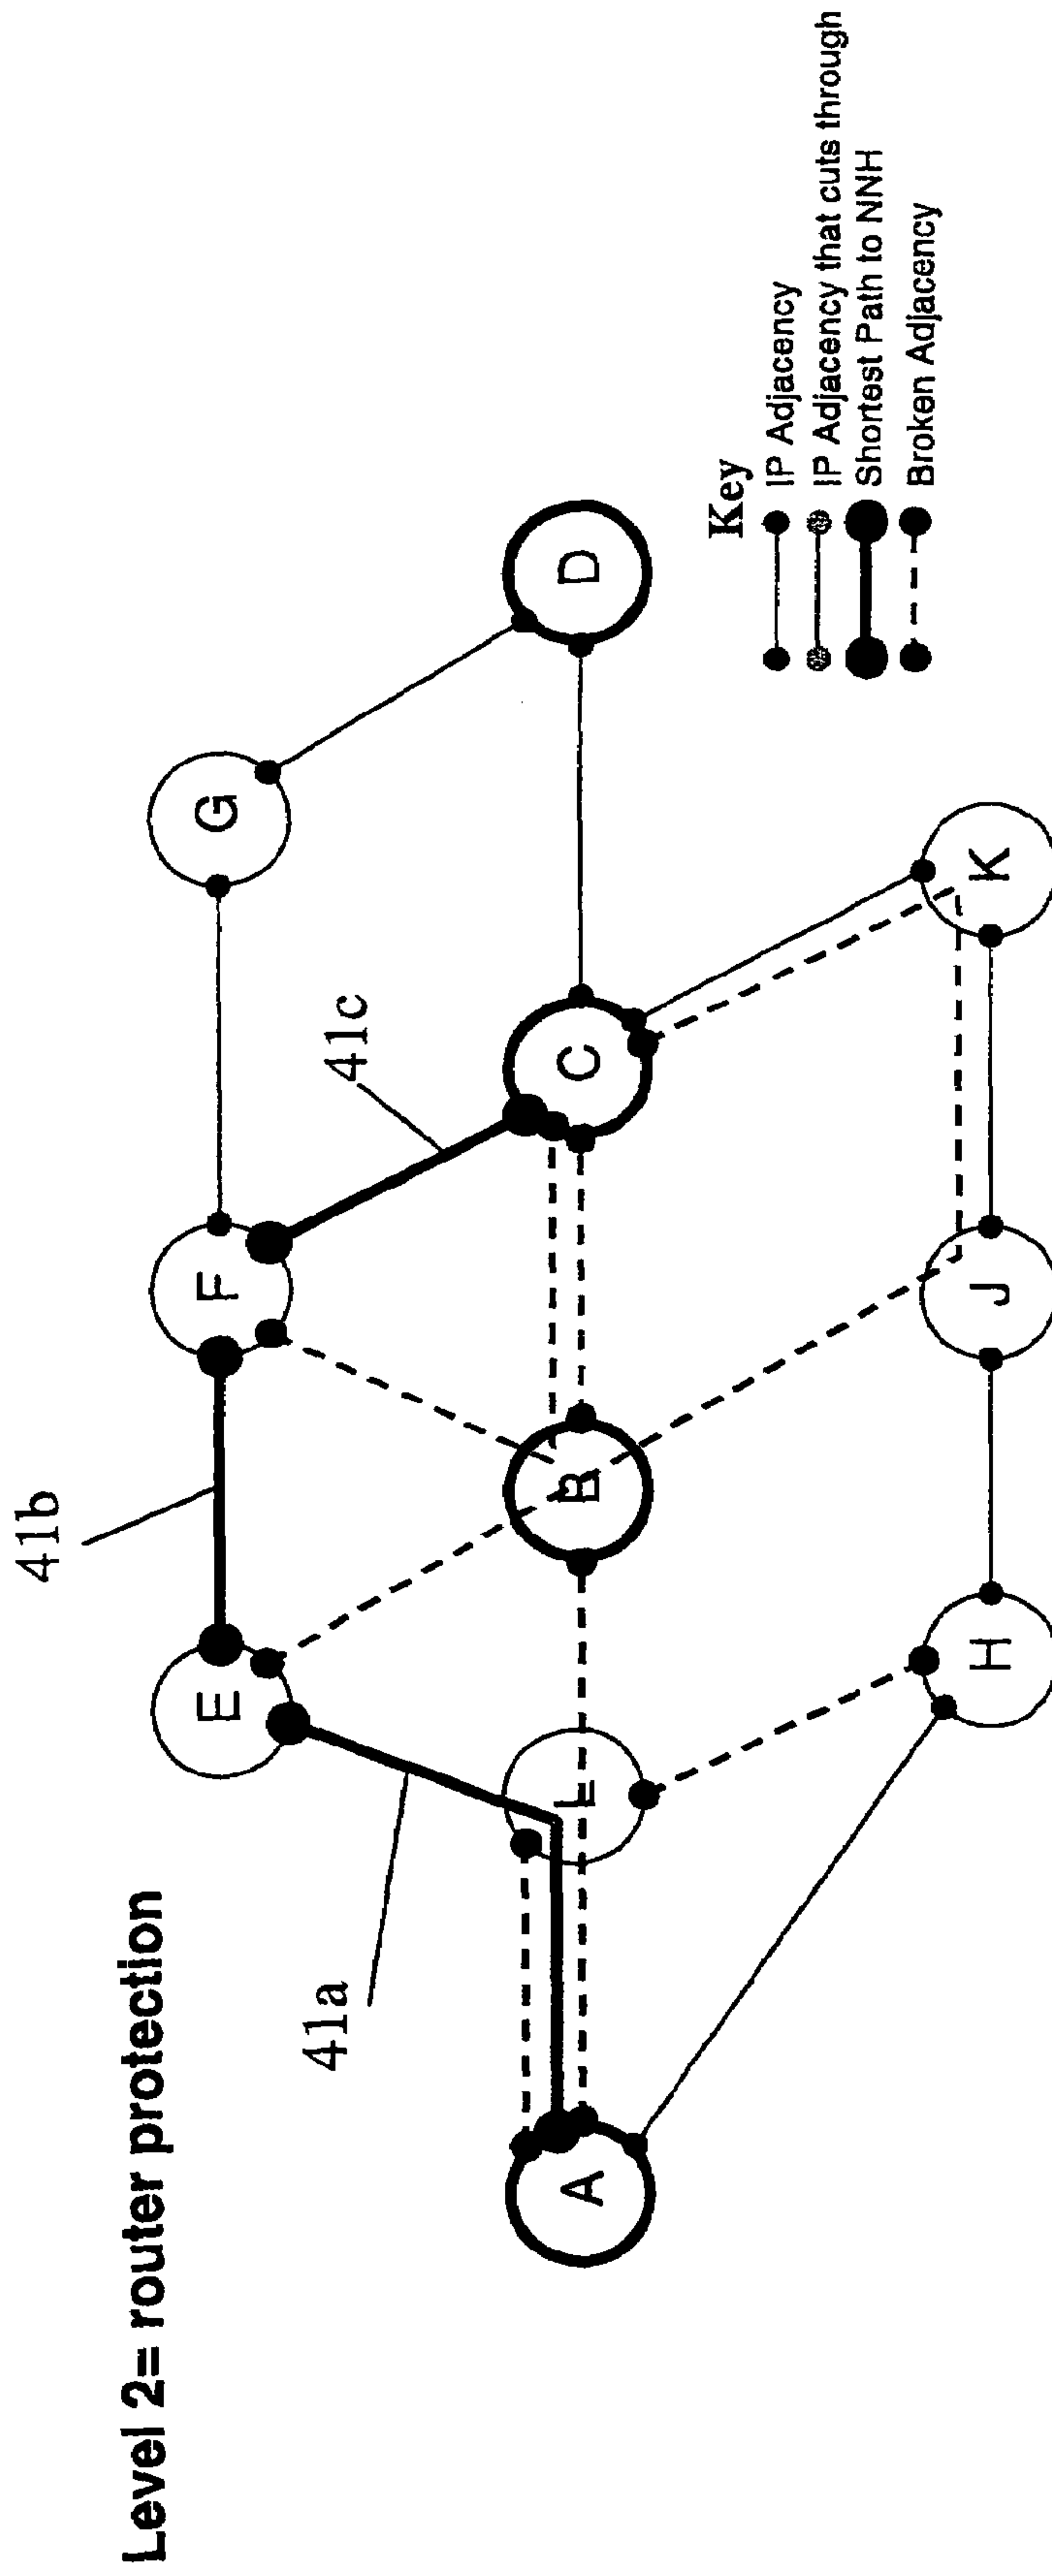 Level 2= router protection
41a
41b
41c
E
F
G
A
L
B
C
D
H
J
K
Key
IP Adjacency
IP Adjacency that cuts through
Shortest Path to NNH
Broken Adjacency